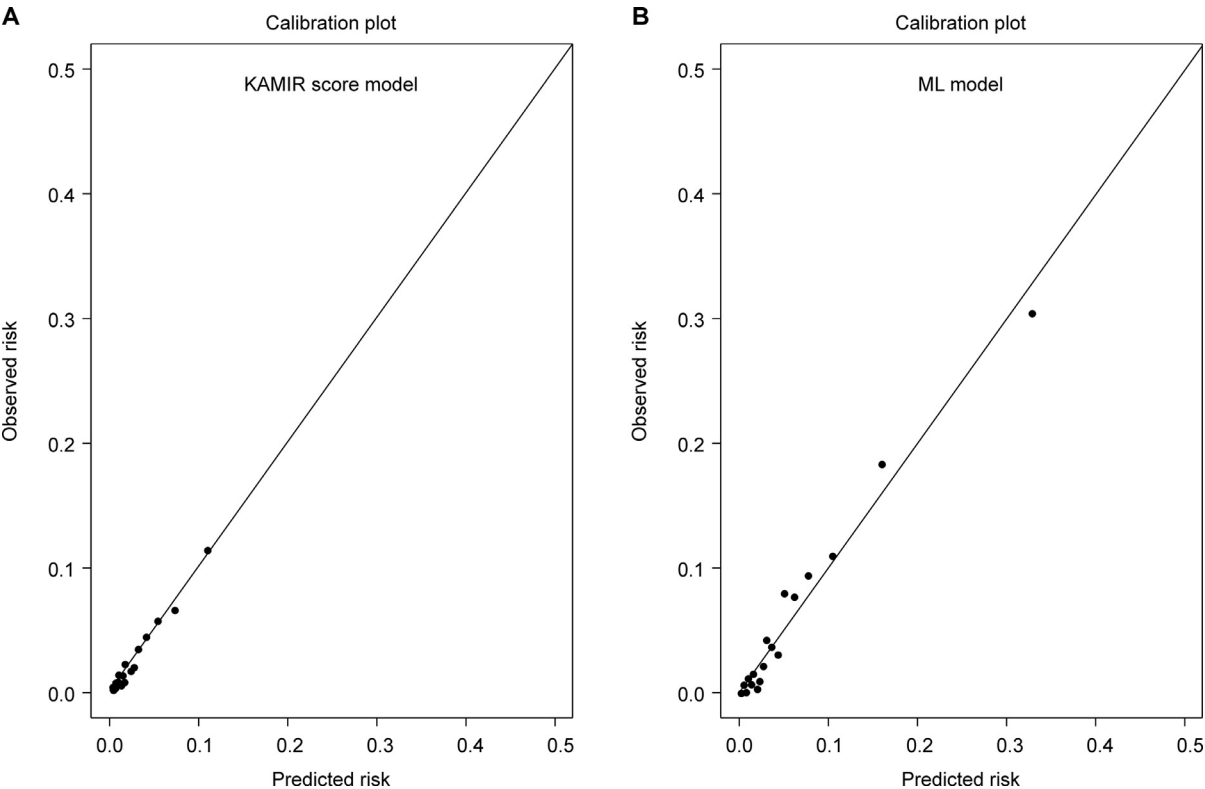 A
Calibration plot
KAMIR score model
0.5
0.4
0.3
0.2
0.1
0.0
Observed risk
0.0 0.1 0.2 0.3 0.4 0.5
Predicted risk
B
Calibration plot
ML model
0.5
0.4
0.3
0.2
0.1
0.0
Observed risk
0.0 0.1 0.2 0.3 0.4 0.5
Predicted risk